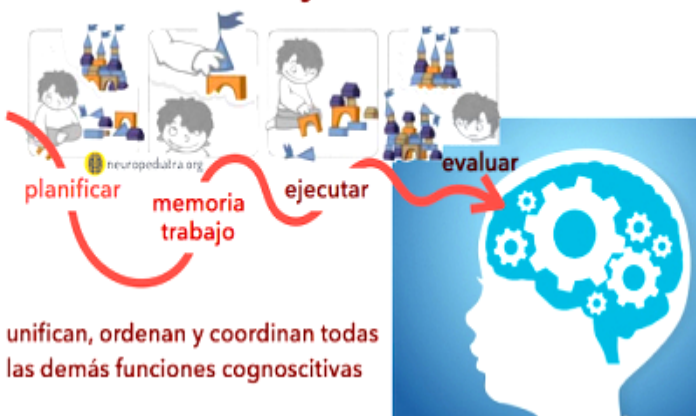 neuropediatra.org
planificar
memoria
trabajo
ejecutar
evaluar
unifican, ordenan y coordinan todas
las demás funciones cognoscitivas